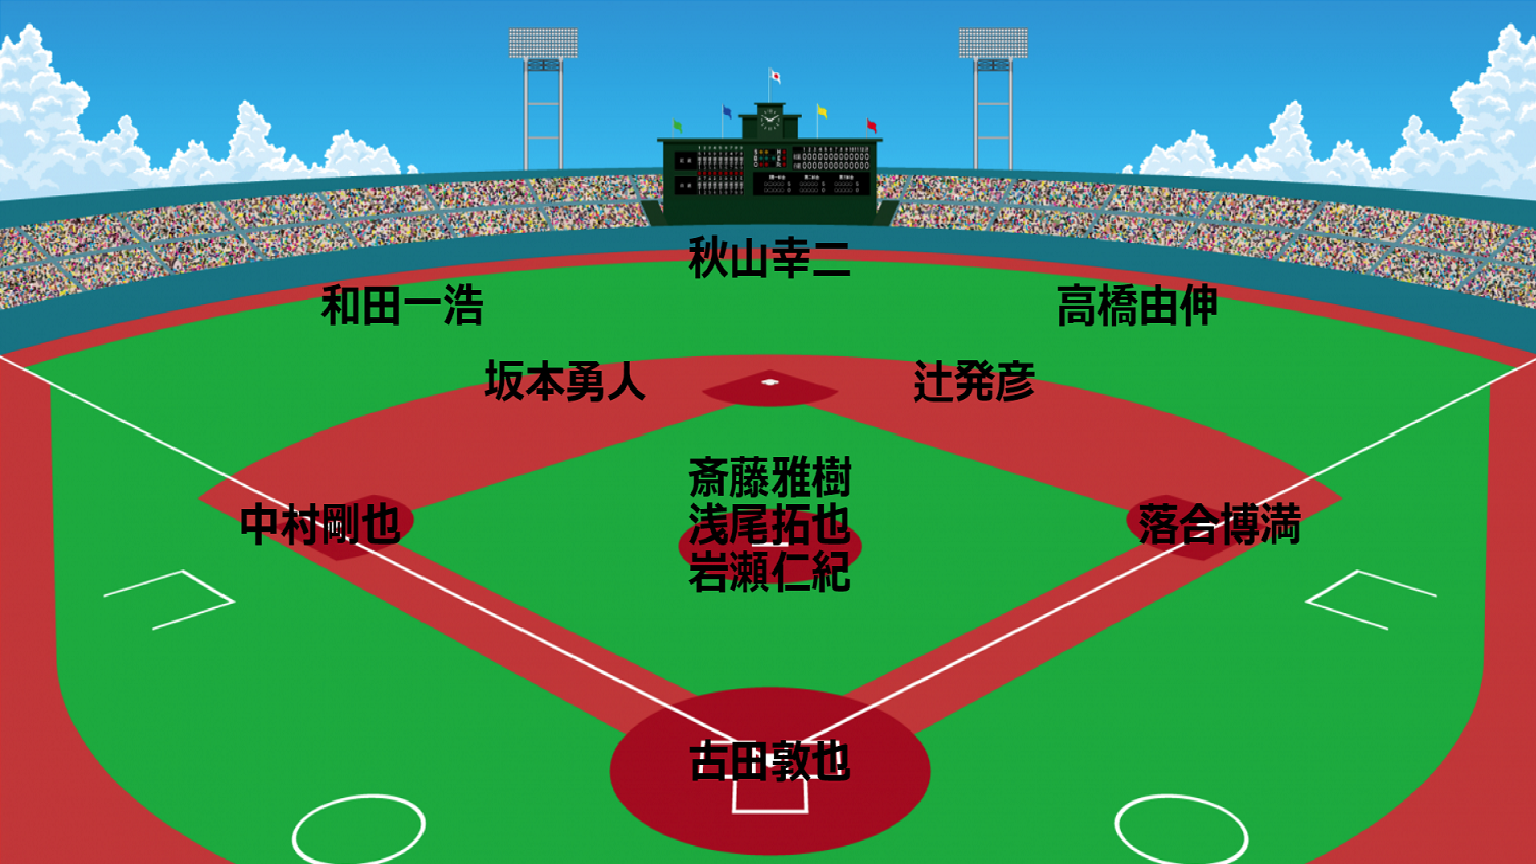 秋山幸二
和田一浩
高橋由伸
坂本勇人
辻発彦
斎藤雅樹
中村剛也
浅尾拓也
落合博満
岩瀬仁紀
古田敦也